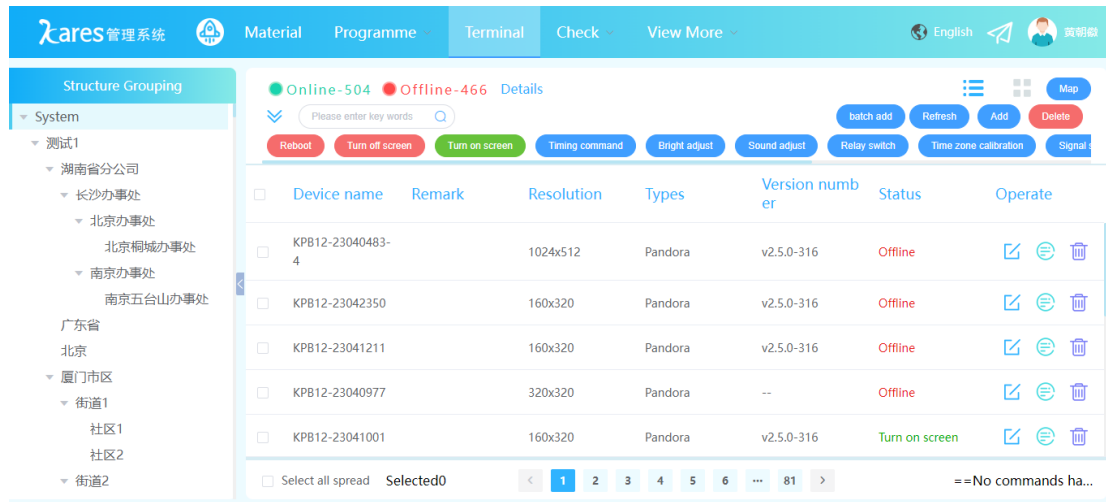 kares管理系统
Material Programme Terminal Check View More
English 黄朝徽
Structure Grouping
System
测试1
湖南省分公司
长沙办事处
北京办事处
北京桐城办事处
南京办事处
南京五台山办事处
广东省
北京
厦门市区
街道1
社区1
社区2
街道2
Online-504 Offline-466 Details
Map
Please enter key words
batch add Refresh Add Delete
Reboot Turn off screen Turn on screen Timing command Bright adjust Sound adjust Relay switch Time zone calibration Signal s
Device name Remark Resolution Types Version numb
er Status Operate
KPB12-23040483-
4 1024x512 Pandora v2.5.0-316 Offline
KPB12-23042350 160x320 Pandora v2.5.0-316 Offline
KPB12-23041211 160x320 Pandora v2.5.0-316 Offline
KPB12-23040977 320x320 Pandora -- Offline
KPB12-23041001 160x320 Pandora v2.5.0-316 Turn on screen
Select all spread Selected0 < 1 2 3 4 5 6 ··· 81 > ==No commands ha...